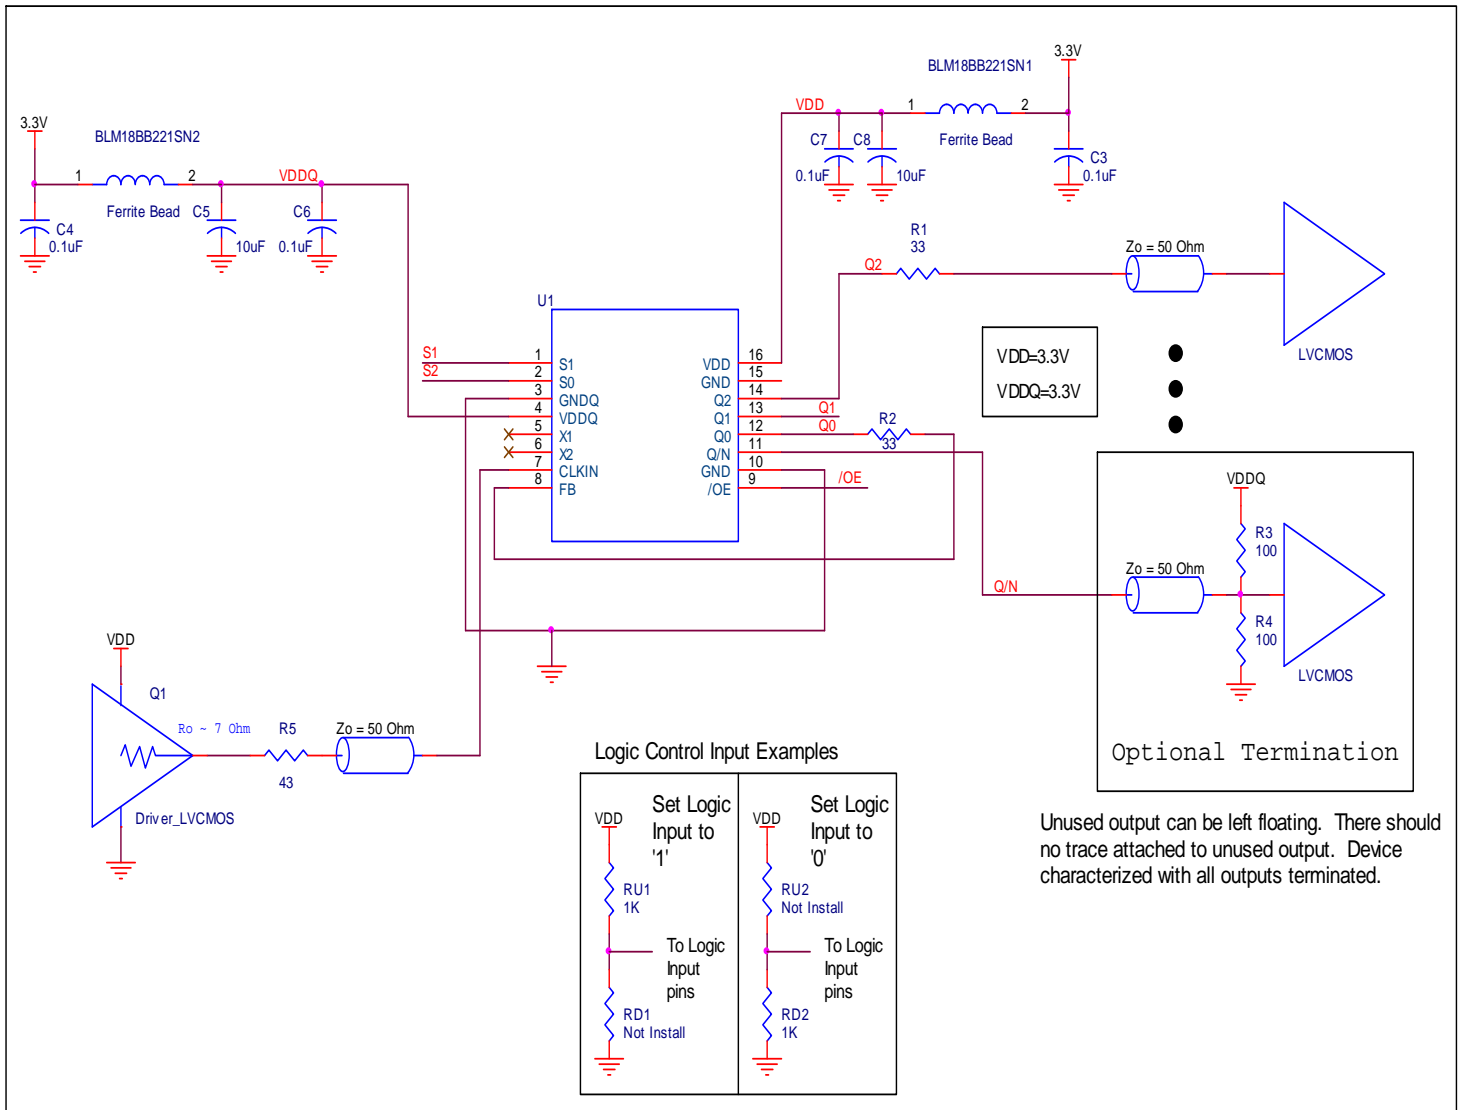 3.3V
BLM18BB221SN1
VDD
1
2
C7
C8
Ferrite Bead
C3
0.1uF
10uF
0.1uF
3.3V
BLM18BB221SN2
1
2
VDDQ
Ferrite Bead
C5
C6
C4
0.1uF
10uF
0.1uF
R1
33
Q2
Zo = 50 Ohm
LVCMOS
VDD=3.3V
VDDQ=3.3V
U1
S1
1
S1
S2
2
S0
3
GNDQ
4
VDDQ
5
X1
6
X2
7
CLKIN
8
FB
VDD
16
GND
15
Q2
14
Q1
13
Q1
Q0
12
Q0
Q/N
11
GND
10
/OE
9
/OE
R2
33
Q/N
VDDQ
R3
100
Zo = 50 Ohm
R4
100
LVCMOS
Optional Termination
VDD
Q1
Ro ~ 7 Ohm
R5
43
Zo = 50 Ohm
Driver_LVCMOS
Logic Control Input Examples
Set Logic
Input to
'1'
VDD
RU1
1K
To Logic
Input
pins
RD1
Not Install
Set Logic
Input to
'0'
VDD
RU2
Not Install
To Logic
Input
pins
RD2
1K
Unused output can be left floating. There should
no trace attached to unused output. Device
characterized with all outputs terminated.